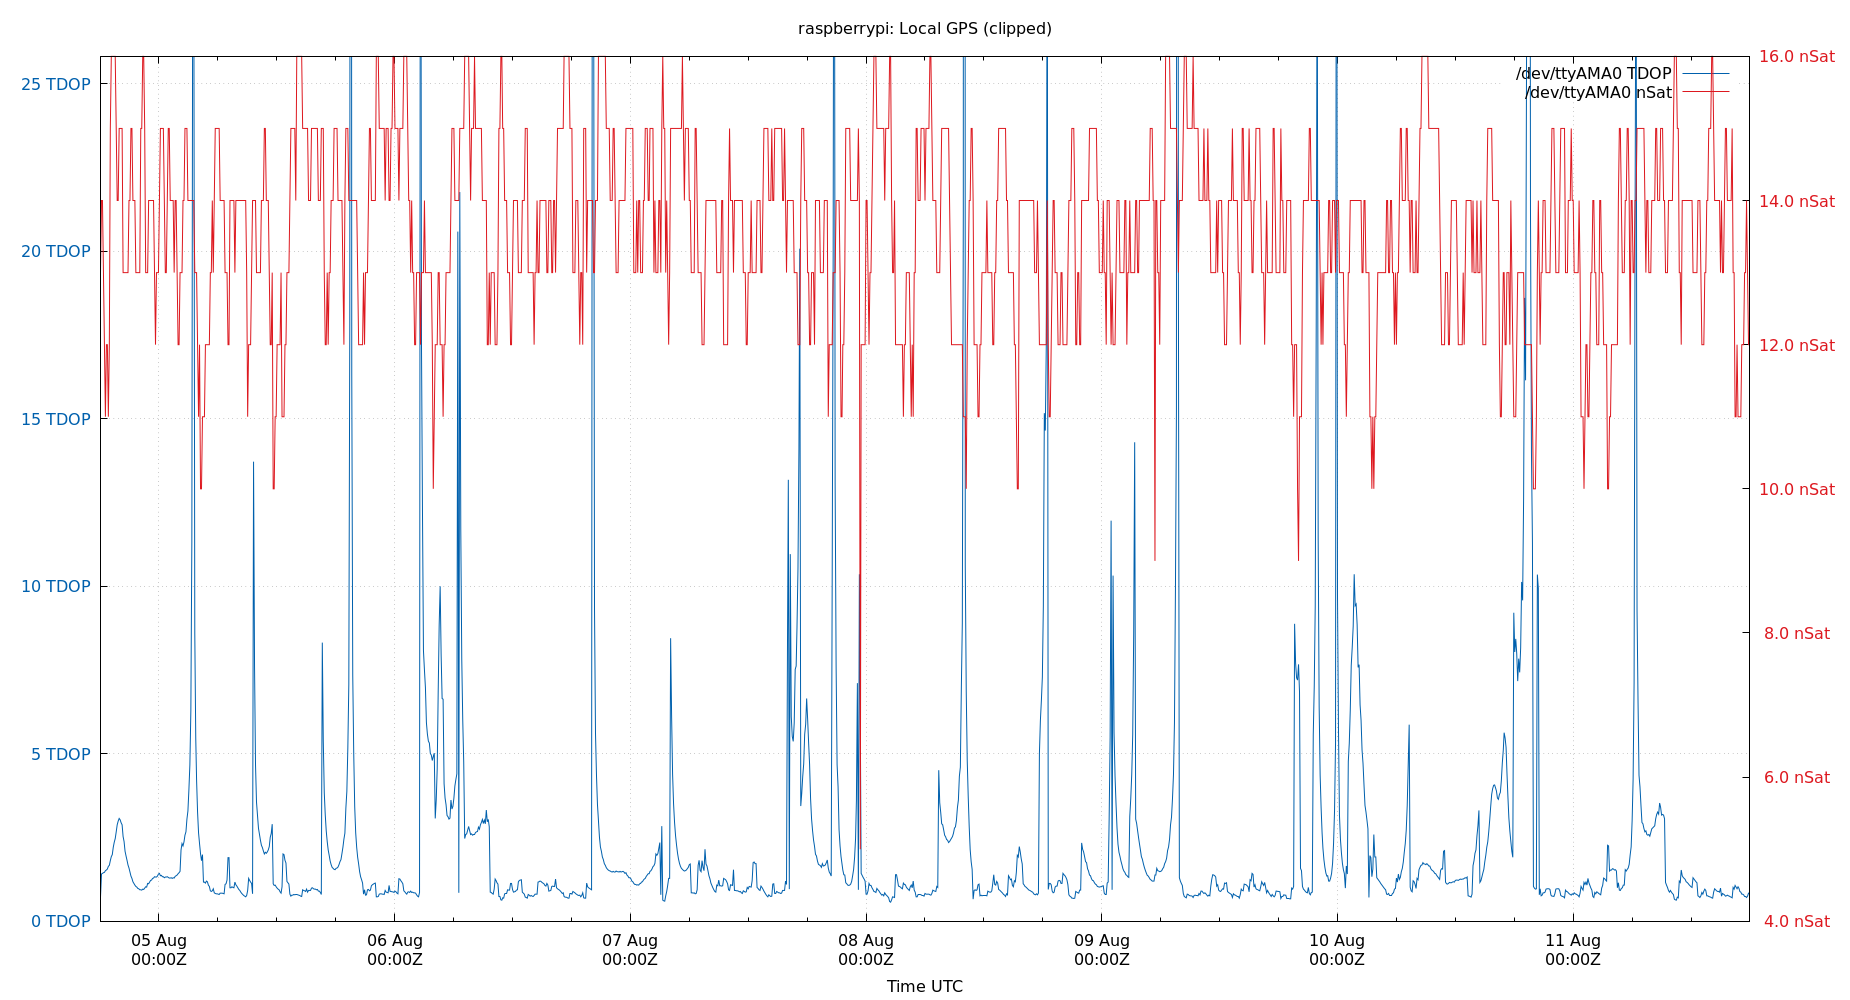 raspberrypi: Local GPS (clipped)
/dev/ttyAMA0 TDOP
/dev/ttyAMA0 nSat
25 TDOP
20 TDOP
15 TDOP
10 TDOP
5 TDOP
0 TDOP
16.0 nSat
14.0 nSat
12.0 nSat
10.0 nSat
8.0 nSat
6.0 nSat
4.0 nSat
05 Aug
00:00Z
06 Aug
00:00Z
07 Aug
00:00Z
08 Aug
00:00Z
09 Aug
00:00Z
10 Aug
00:00Z
11 Aug
00:00Z
Time UTC